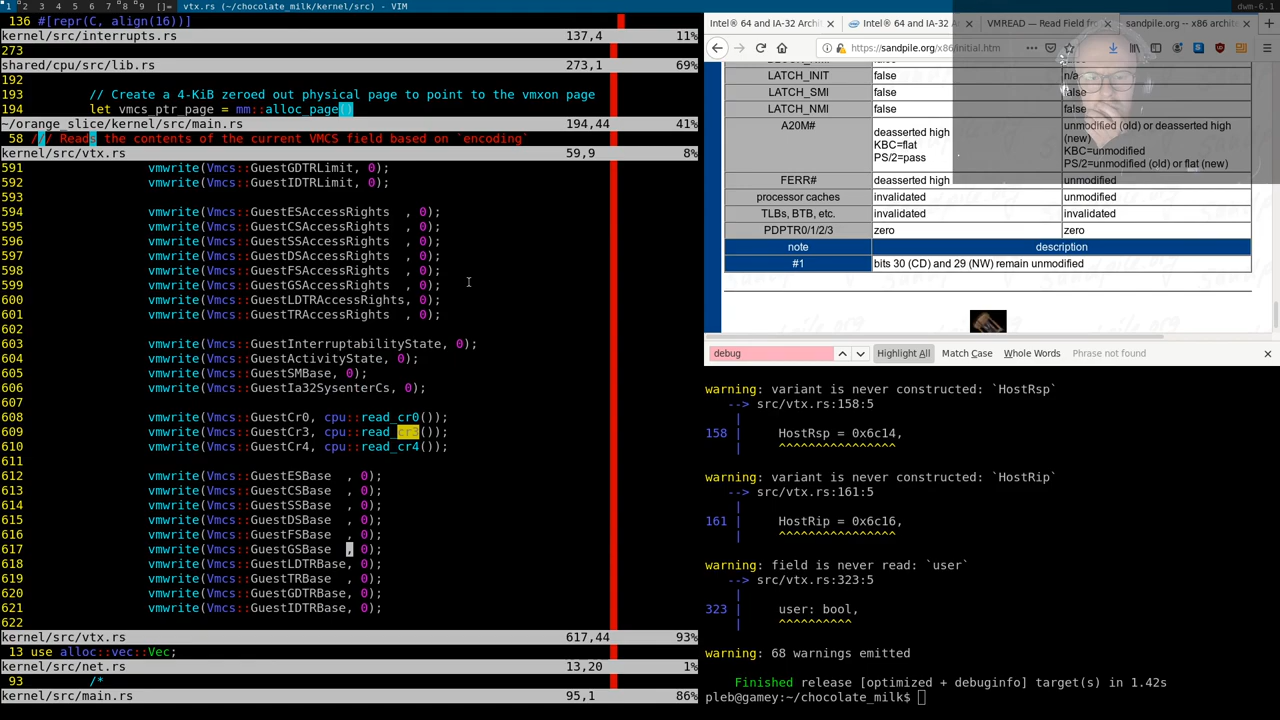 1 2 3 4 5 6 7 8 9 []= vtx.rs (~/chocolate_milk/kernel/src) - VIM
dwm-6.1
136 #[repr(C, align(16))]
kernel/src/interrupts.rs 137,4 11%
273
shared/cpu/src/lib.rs 273,1 69%
192
193 // Create a 4-KiB zeroed out physical page to point to the vmxon page
194 let vmcs_ptr_page = mm::alloc_page()
~/orange_slice/kernel/src/main.rs 194,44 41%
58 /// Reads the contents of the current VMCS field based on `encoding`
kernel/src/vtx.rs 59,9 8%
591 vmwrite(Vmcs::GuestGDTRLimit, 0);
592 vmwrite(Vmcs::GuestIDTRLimit, 0);
593
594 vmwrite(Vmcs::GuestESAccessRights , 0);
595 vmwrite(Vmcs::GuestCSAccessRights , 0);
596 vmwrite(Vmcs::GuestSSAccessRights , 0);
597 vmwrite(Vmcs::GuestDSAccessRights , 0);
598 vmwrite(Vmcs::GuestFSAccessRights , 0);
599 vmwrite(Vmcs::GuestGSAccessRights , 0);
600 vmwrite(Vmcs::GuestLDTRAccessRights, 0);
601 vmwrite(Vmcs::GuestTRAccessRights , 0);
602
603 vmwrite(Vmcs::GuestInterruptabilityState, 0);
604 vmwrite(Vmcs::GuestActivityState, 0);
605 vmwrite(Vmcs::GuestSMBase, 0);
606 vmwrite(Vmcs::GuestIa32SysenterCs, 0);
607
608 vmwrite(Vmcs::GuestCr0, cpu::read_cr0());
609 vmwrite(Vmcs::GuestCr3, cpu::read_cr3());
610 vmwrite(Vmcs::GuestCr4, cpu::read_cr4());
611
612 vmwrite(Vmcs::GuestESBase , 0);
613 vmwrite(Vmcs::GuestCSBase , 0);
614 vmwrite(Vmcs::GuestSSBase , 0);
615 vmwrite(Vmcs::GuestDSBase , 0);
616 vmwrite(Vmcs::GuestFSBase , 0);
617 vmwrite(Vmcs::GuestGSBase , 0);
618 vmwrite(Vmcs::GuestLDTRBase, 0);
619 vmwrite(Vmcs::GuestTRBase , 0);
620 vmwrite(Vmcs::GuestGDTRBase, 0);
621 vmwrite(Vmcs::GuestIDTRBase, 0);
622
kernel/src/vtx.rs 617,44 93%
13 use alloc::vec::Vec;
kernel/src/net.rs 13,20 1%
93 /*
kernel/src/main.rs 95,1 86%
Intel® 64 and IA-32 Archi Intel® 64 and IA-32 A VMREAD — Read Field fr sandpile.org -- x86 archit
https://sandpile.org/x86/initial.htm
LATCH_INIT false n/a
LATCH_SMI false false
LATCH_NMI false false
A20M# deasserted high unmodified (old) or deasserted high
(new)
KBC=flat KBC=unmodified
PS/2=pass PS/2=unmodified (old) or flat (new)
FERR# deasserted high unmodified
processor caches invalidated unmodified
TLBs, BTB, etc. invalidated invalidated
PDPTR0/1/2/3 zero zero
note description
#1 bits 30 (CD) and 29 (NW) remain unmodified
debug Highlight All Match Case Whole Words Phrase not found
warning: variant is never constructed: `HostRsp`
--> src/vtx.rs:158:5
|
158 | HostRsp = 0x6c14,
| ^^^^^^^^^^^^^^^^
warning: variant is never constructed: `HostRip`
--> src/vtx.rs:161:5
|
161 | HostRip = 0x6c16,
| ^^^^^^^^^^^^^^^^
warning: field is never read: `user`
--> src/vtx.rs:323:5
|
323 | user: bool,
| ^^^^^^^^^^
warning: 68 warnings emitted
Finished release [optimized + debuginfo] target(s) in 1.42s
pleb@gamey:~/chocolate_milk$